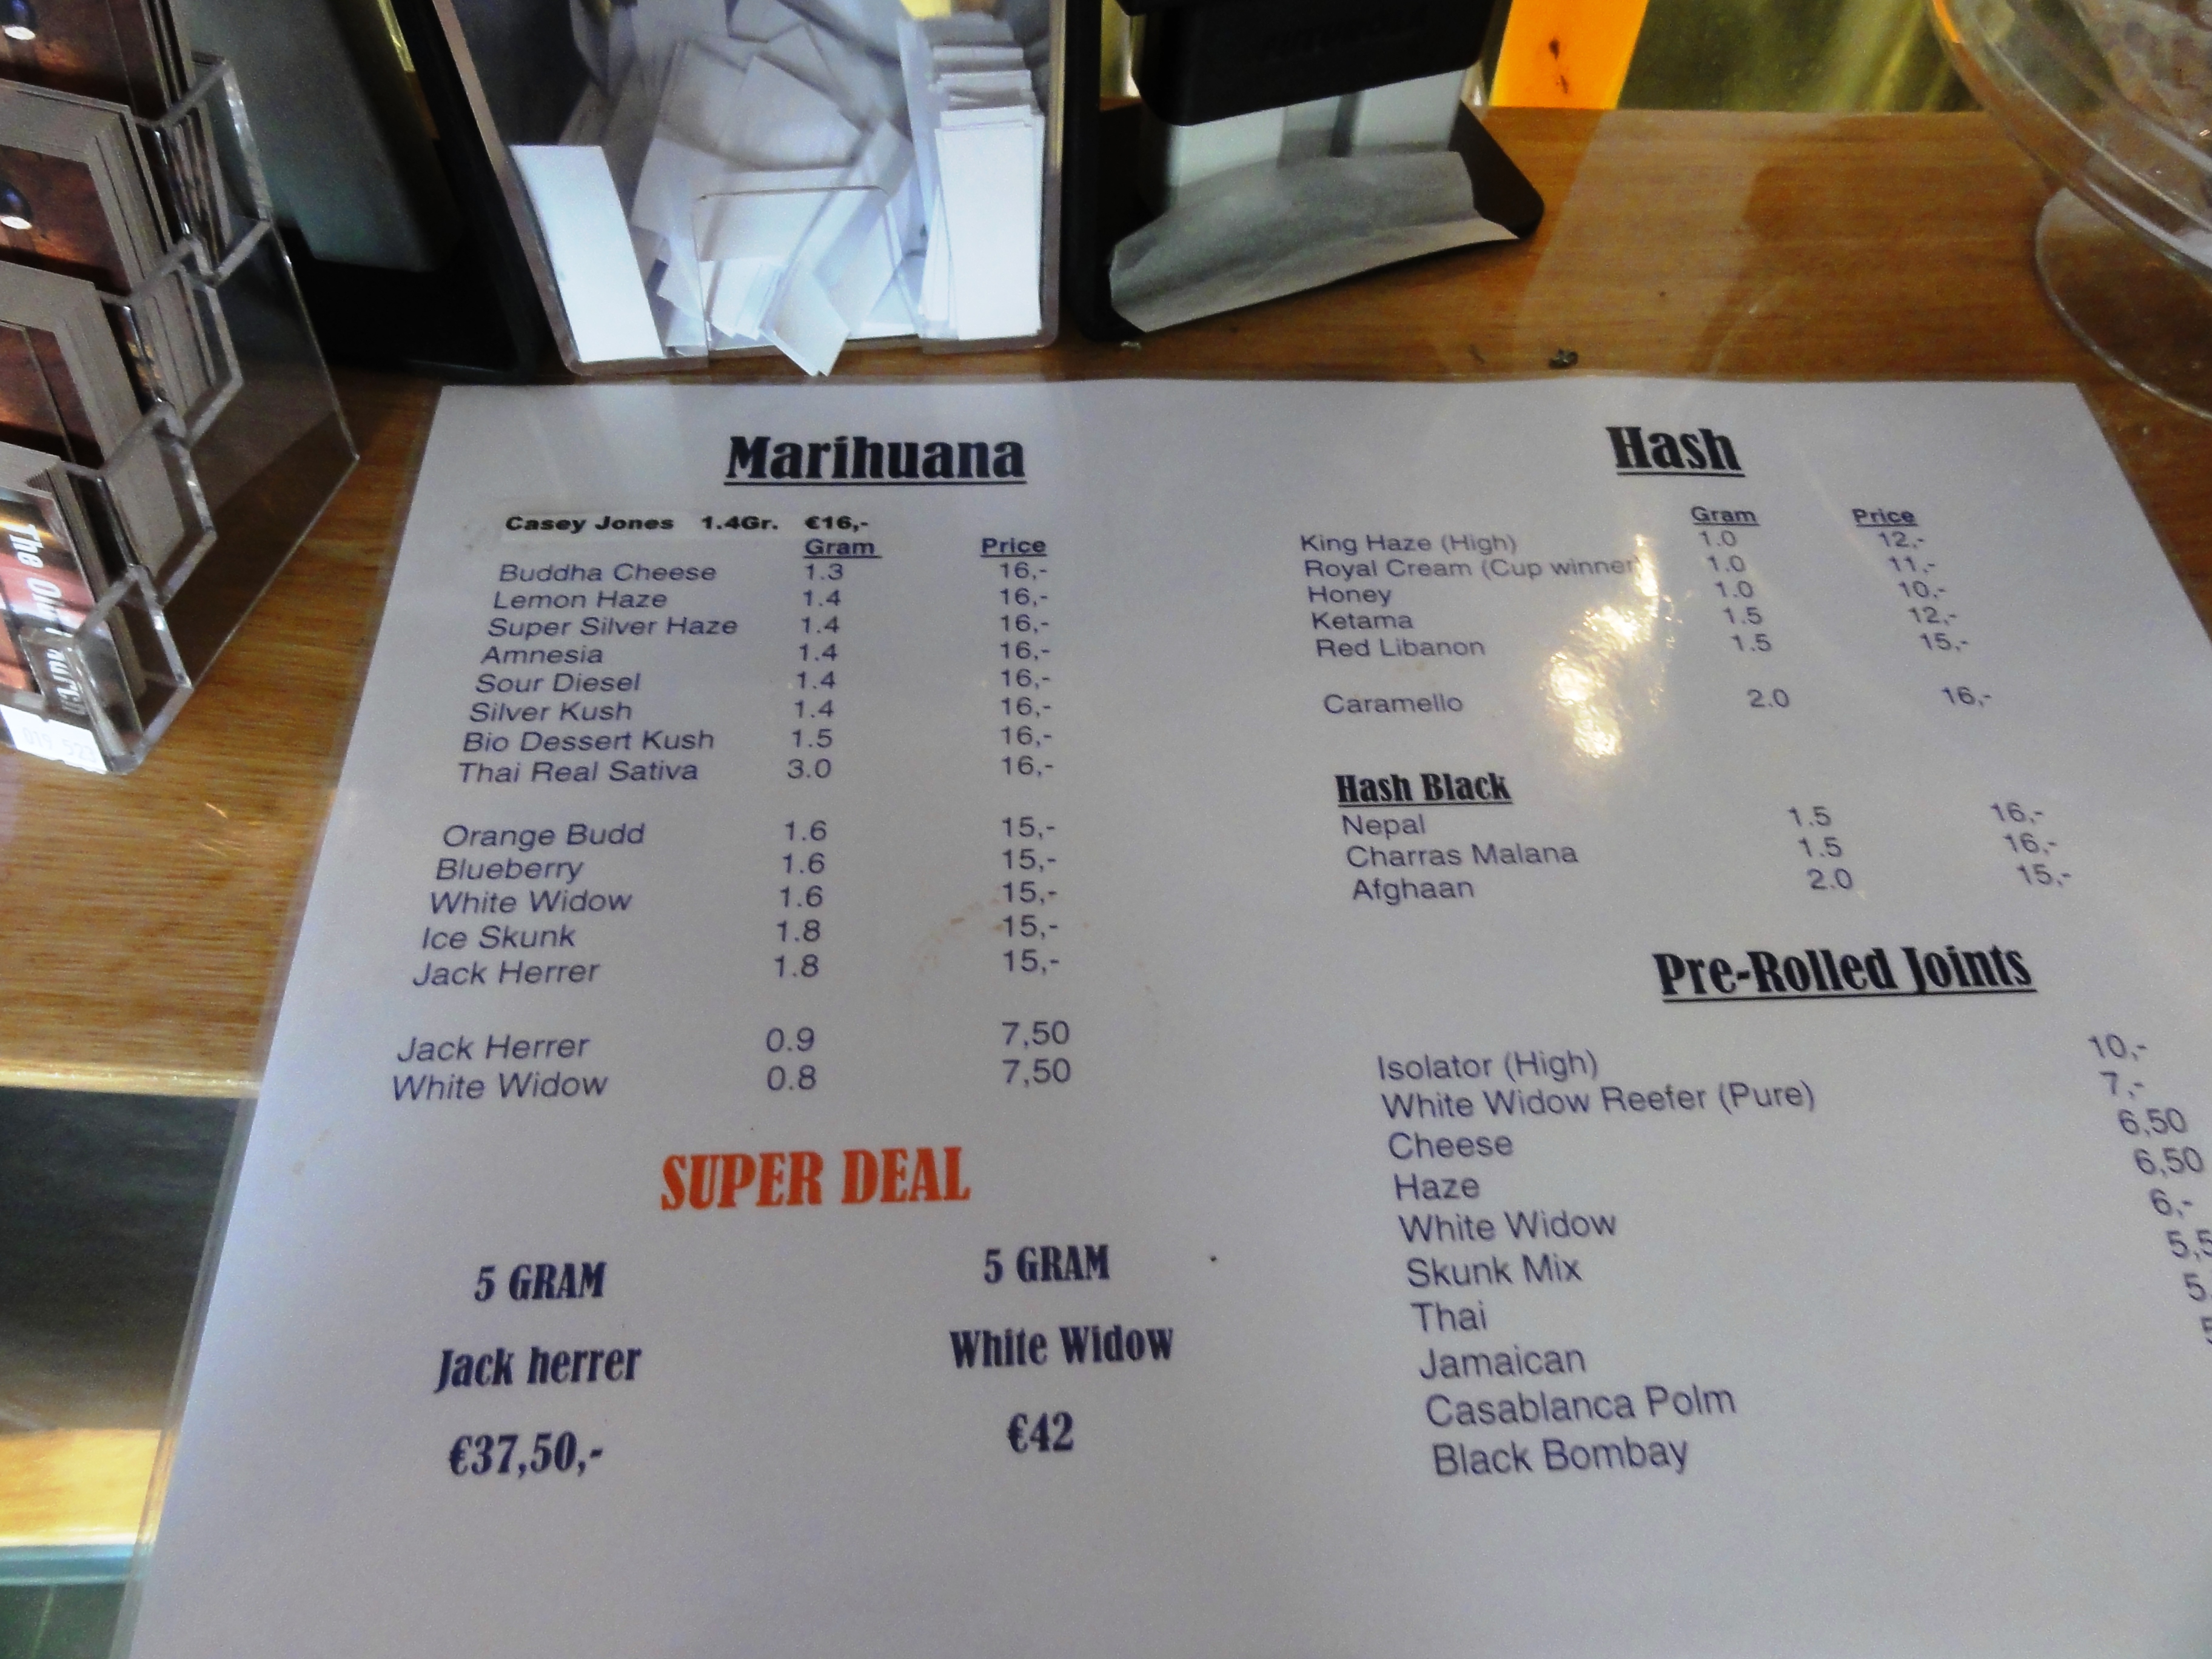 Marihuana
Casey Jones 1.4Gr. €16,-
Gram Price
Buddha Cheese 1.3 16,-
Lemon Haze 1.4 16,-
Super Silver Haze 1.4 16,-
Amnesia 1.4 16,-
Sour Diesel 1.4 16,-
Silver Kush 1.4 16,-
Bio Dessert Kush 1.5 16,-
Thai Real Sativa 3.0 16,-
Orange Budd 1.6 15,-
Blueberry 1.6 15,-
White Widow 1.6 15,-
Ice Skunk 1.8 15,-
Jack Herrer 1.8 15,-
Jack Herrer 0.9 7,50
White Widow 0.8 7,50
SUPER DEAL
5 GRAM
Jack herrer
€37,50,-
5 GRAM
White Widow
€42
Hash
Gram Price
King Haze (High) 1.0 12,-
Royal Cream (Cup winner) 1.0 11,-
Honey 1.0 10,-
Ketama 1.5 12,-
Red Libanon 1.5 15,-
Caramello 2.0 16,-
Hash Black
Nepal 1.5 16,-
Charras Malana 1.5 16,-
Afghaan 2.0 15,-
Pre-Rolled Joints
Isolator (High) 10,-
White Widow Reefer (Pure) 7,-
Cheese 6,50
Haze 6,50
White Widow 6,-
Skunk Mix 5,5
Thai 5
Jamaican
Casablanca Polm
Black Bombay
The